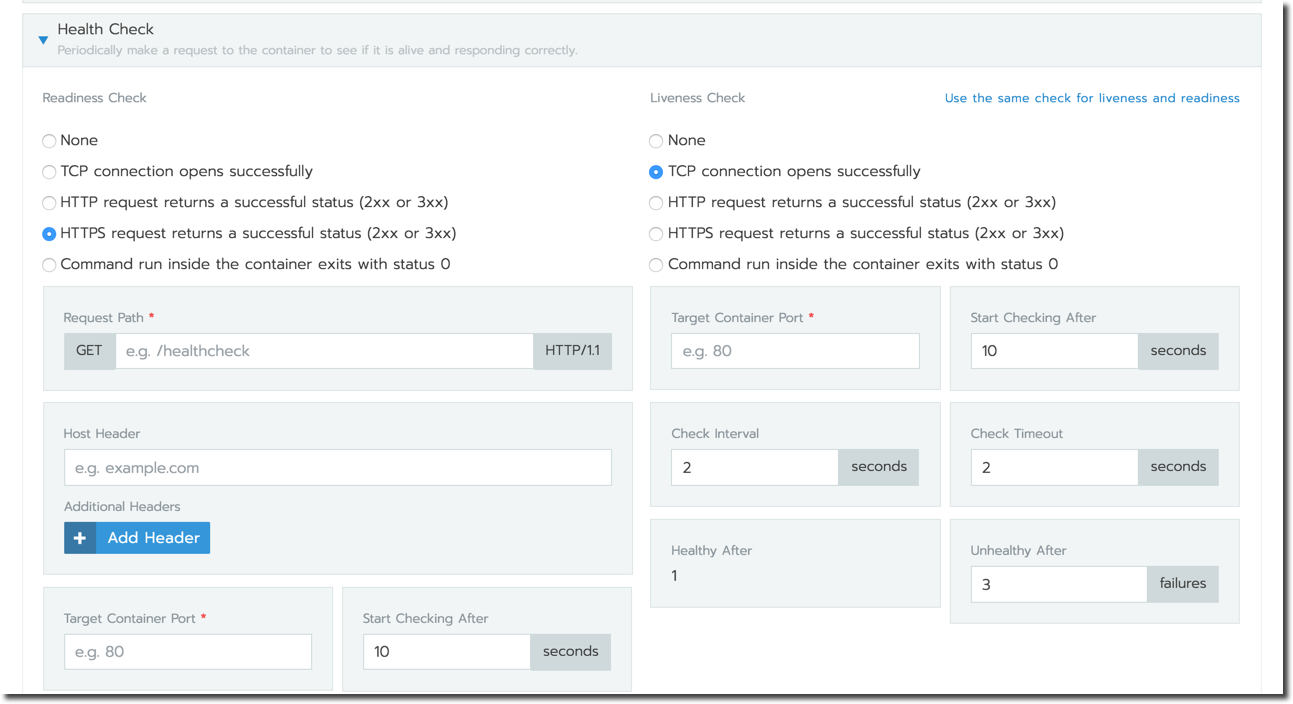 Health Check
Periodically make a request to the container to see if it is alive and responding correctly.
Readiness Check
None
TCP connection opens successfully
HTTP request returns a successful status (2xx or 3xx)
HTTPS request returns a successful status (2xx or 3xx)
Command run inside the container exits with status 0
Request Path *
GET e.g. /healthcheck HTTP/1.1
Host Header
e.g. example.com
Additional Headers
+ Add Header
Target Container Port *
e.g. 80
Start Checking After
10 seconds
Liveness Check
Use the same check for liveness and readiness
None
TCP connection opens successfully
HTTP request returns a successful status (2xx or 3xx)
HTTPS request returns a successful status (2xx or 3xx)
Command run inside the container exits with status 0
Target Container Port *
e.g. 80
Start Checking After
10 seconds
Check Interval
2 seconds
Check Timeout
2 seconds
Healthy After
1
Unhealthy After
3 failures